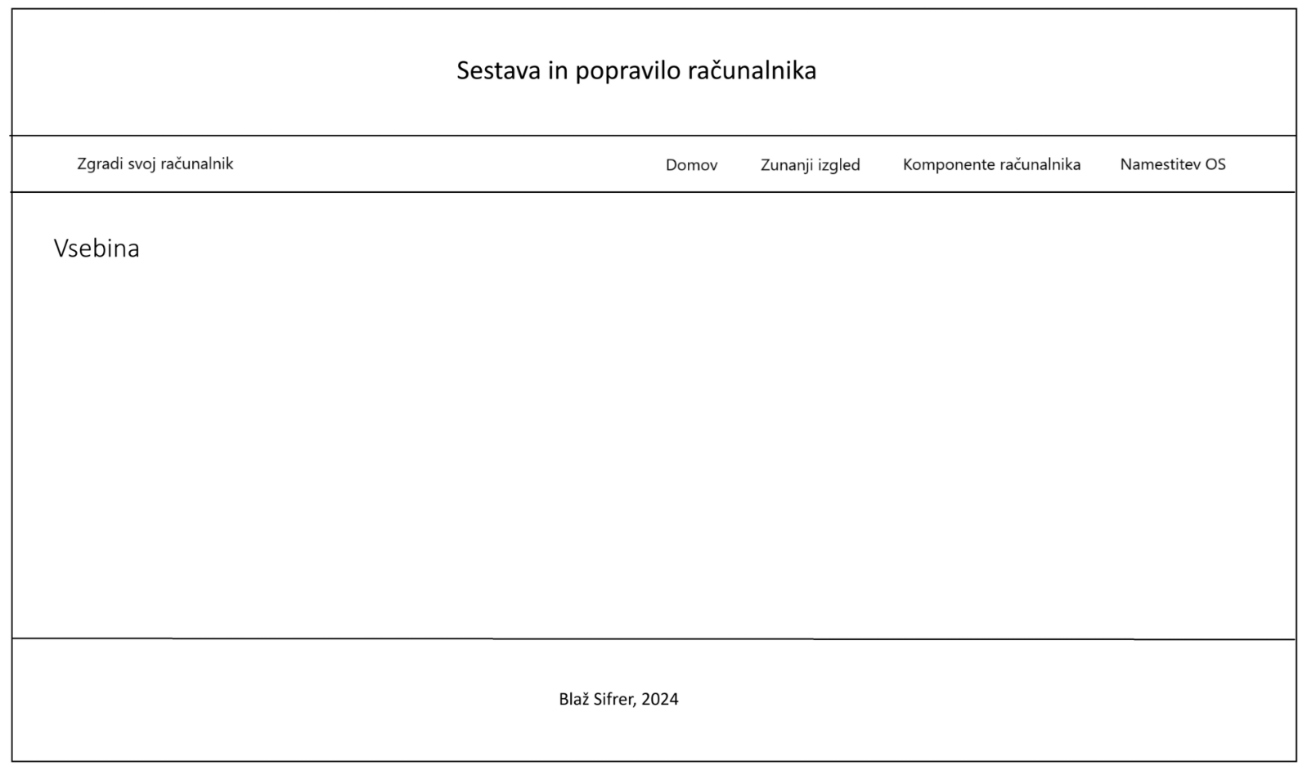 Sestava in popravilo računalnika
Zgradi svoj računalnik Domov Zunanji izgled Komponente računalnika Namestitev OS
Vsebina
Blaž Sifrer, 2024